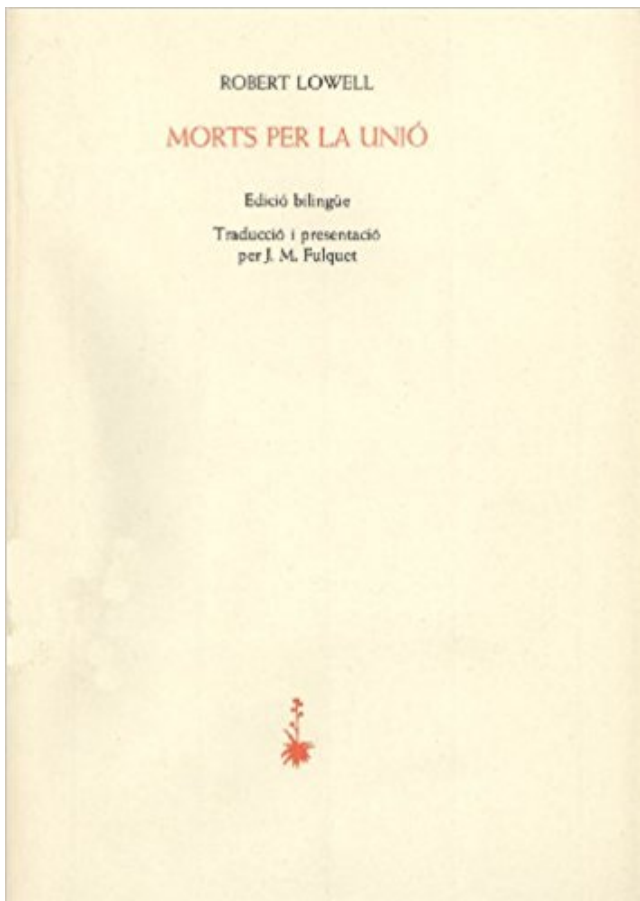 ROBERT LOWELL
MORTS PER LA UNIÓ
Edició bilingüe
Traducció i presentació
per J. M. Fulquet